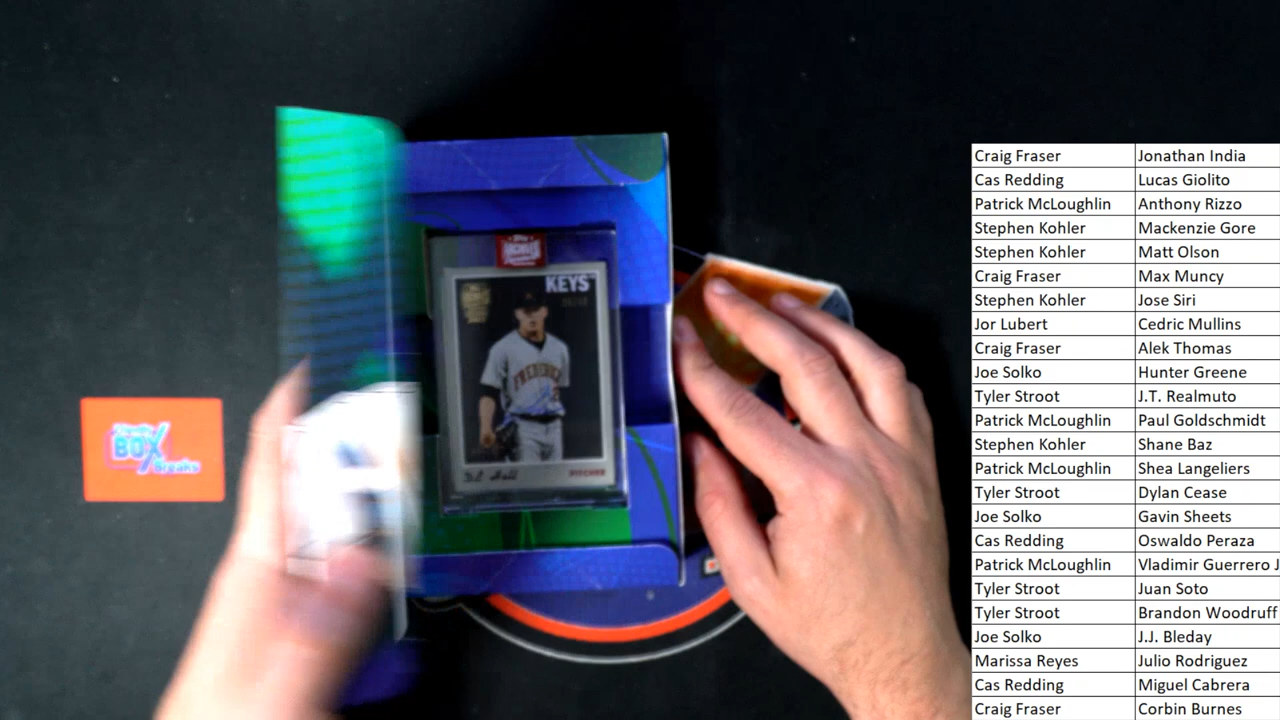 KEYS
FREDERICK
D.L. Hall
PITCHER
BOX
Breaks
Craig Fraser Jonathan India
Cas Redding Lucas Giolito
Patrick McLoughlin Anthony Rizzo
Stephen Kohler Mackenzie Gore
Stephen Kohler Matt Olson
Craig Fraser Max Muncy
Stephen Kohler Jose Siri
Jor Lubert Cedric Mullins
Craig Fraser Alek Thomas
Joe Solko Hunter Greene
Tyler Stroot J.T. Realmuto
Patrick McLoughlin Paul Goldschmidt
Stephen Kohler Shane Baz
Patrick McLoughlin Shea Langeliers
Tyler Stroot Dylan Cease
Joe Solko Gavin Sheets
Cas Redding Oswaldo Peraza
Patrick McLoughlin Vladimir Guerrero J
Tyler Stroot Juan Soto
Tyler Stroot Brandon Woodruff
Joe Solko J.J. Bleday
Marissa Reyes Julio Rodriguez
Cas Redding Miguel Cabrera
Craig Fraser Corbin Burnes